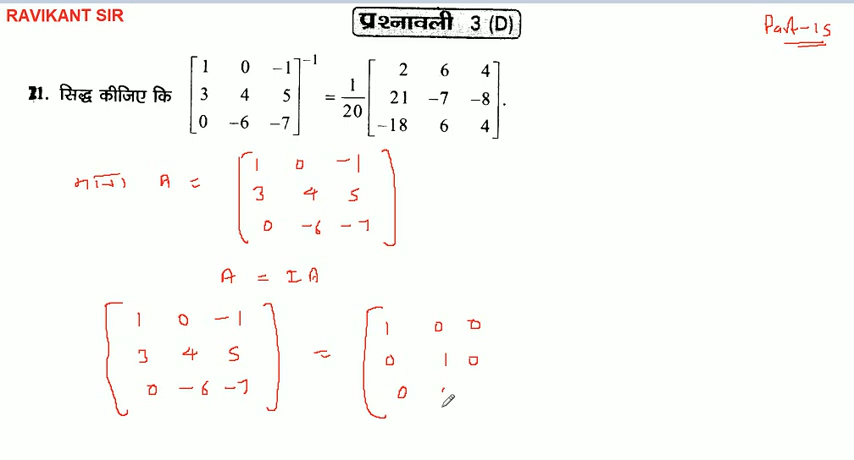 RAVIKANT SIR
प्रश्नावली 3 (D)
Part-15
21. सिद्ध कीजिए कि [1 0 -1; 3 4 5; 0 -6 -7]^-1 = 1/20 [2 6 4; 21 -7 -8; -18 6 4].
माना A = [1 0 -1; 3 4 5; 0 -6 -7]
A = IA
[1 0 -1; 3 4 5; 0 -6 -7] = [1 0 0; 0 1 0; 0